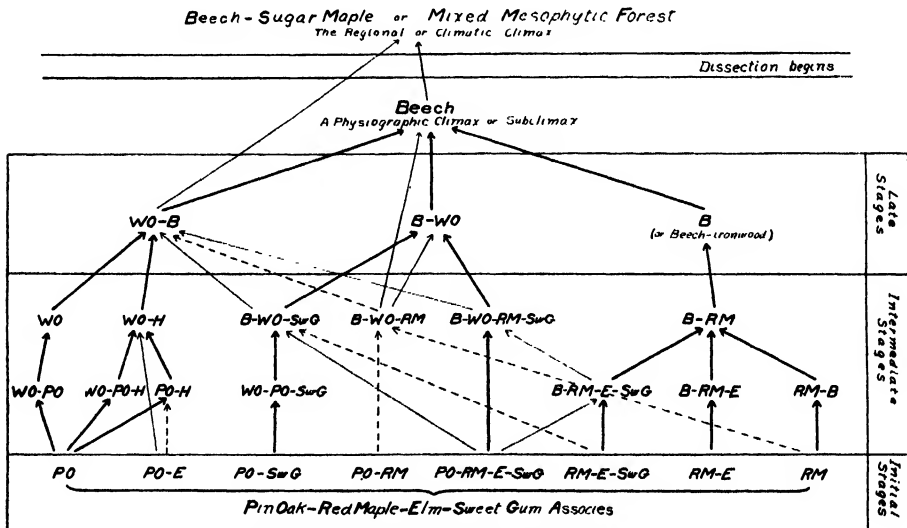 Beech-Sugar Maple or Mixed Mesophytic Forest
The Regional or Climatic Climax
Dissection begins
Beech
A Physiographic Climax or Subclimax
Late Stages
WO-B B-WO B
(or Beech-Ironwood)
Intermediate Stages
WO WO-H B-WO-SwG B-WO-RM B-WO-RM-SwG B-RM
WO-PO WO-PO-H PO-H WO-PO-SwG B-RM-E-SwG B-RM-E RM-B
Initial Stages
PO PO-E PO-SwG PO-RM PO-RM-E-SwG RM-E-SwG RM-E RM
Pin Oak-Red Maple-Elm-Sweet Gum Associes